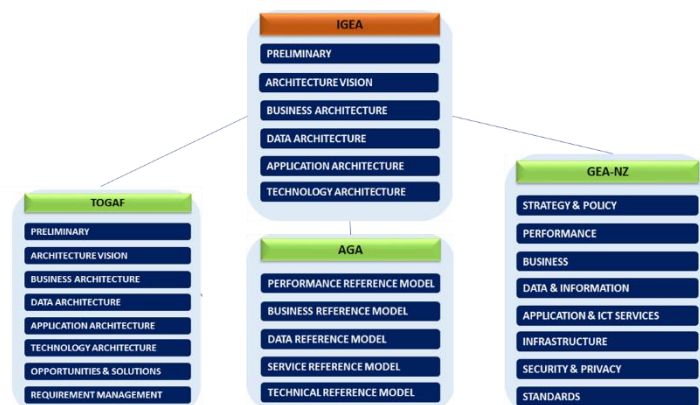 IGEA
PRELIMINARY
ARCHITECTURE VISION
BUSINESS ARCHITECTURE
DATA ARCHITECTURE
APPLICATION ARCHITECTURE
TECHNOLOGY ARCHITECTURE
TOGAF
PRELIMINARY
ARCHITECTURE VISION
BUSINESS ARCHITECTURE
DATA ARCHITECTURE
APPLICATION ARCHITECTURE
TECHNOLOGY ARCHITECTURE
OPPORTUNITIES & SOLUTIONS
REQUIREMENT MANAGEMENT
AGA
PERFORMANCE REFERENCE MODEL
BUSINESS REFERENCE MODEL
DATA REFERENCE MODEL
SERVICE REFERENCE MODEL
TECHNICAL REFERENCE MODEL
GEA-NZ
STRATEGY & POLICY
PERFORMANCE
BUSINESS
DATA & INFORMATION
APPLICATION & ICT SERVICES
INFRASTRUCTURE
SECURITY & PRIVACY
STANDARDS